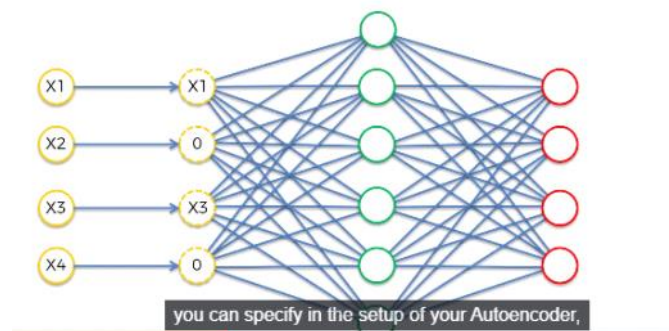 X1 X1
X2 0
X3 X3
X4 0
you can specify in the setup of your Autoencoder,